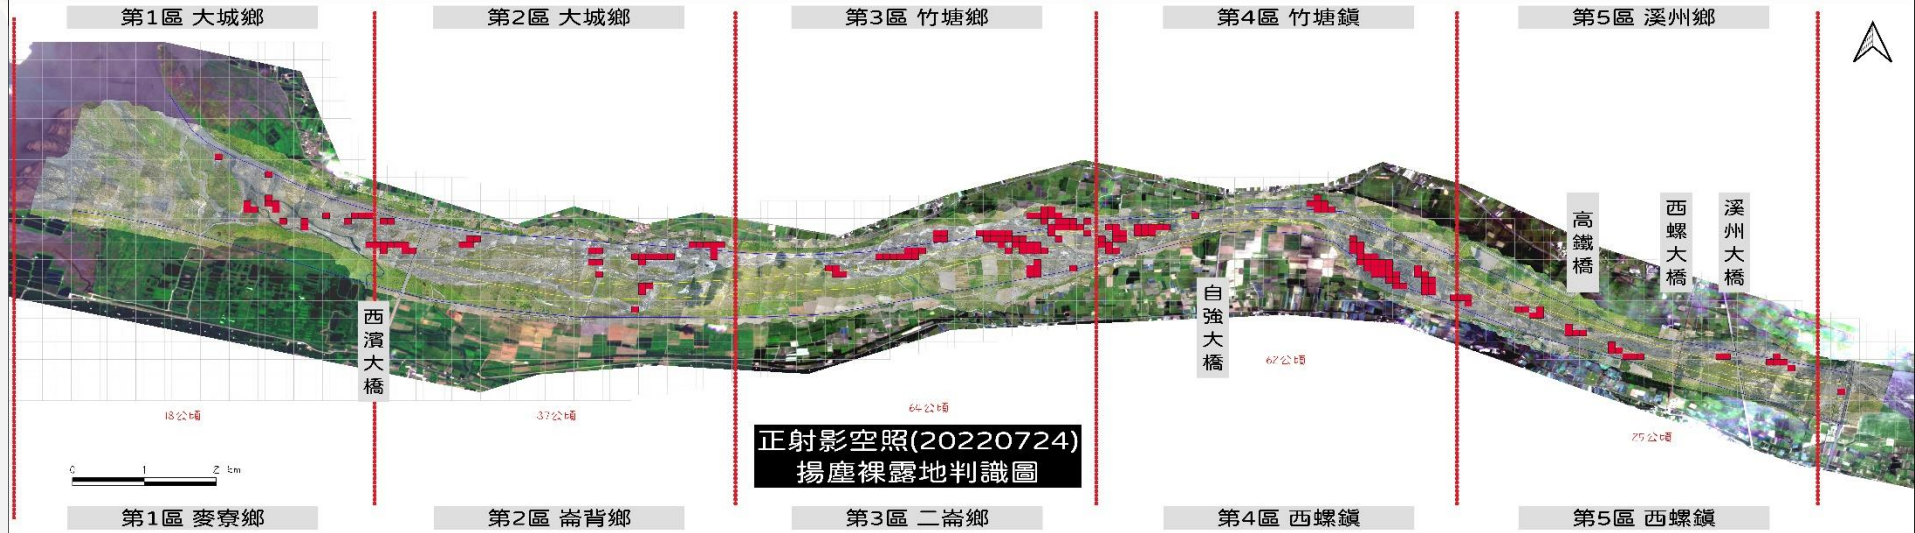 第1區 大城鄉
第2區 大城鄉
第3區 竹塘鄉
第4區 竹塘鎮
第5區 溪州鄉
高鐵橋
西螺大橋
溪州大橋
自強大橋
西濱大橋
18公頃
37公頃
64公頃
62公頃
25公頃
正射影空照(20220724)
揚塵裸露地判識圖
0 1 2 km
第1區 麥寮鄉
第2區 崙背鄉
第3區 二崙鄉
第4區 西螺鎮
第5區 西螺鎮